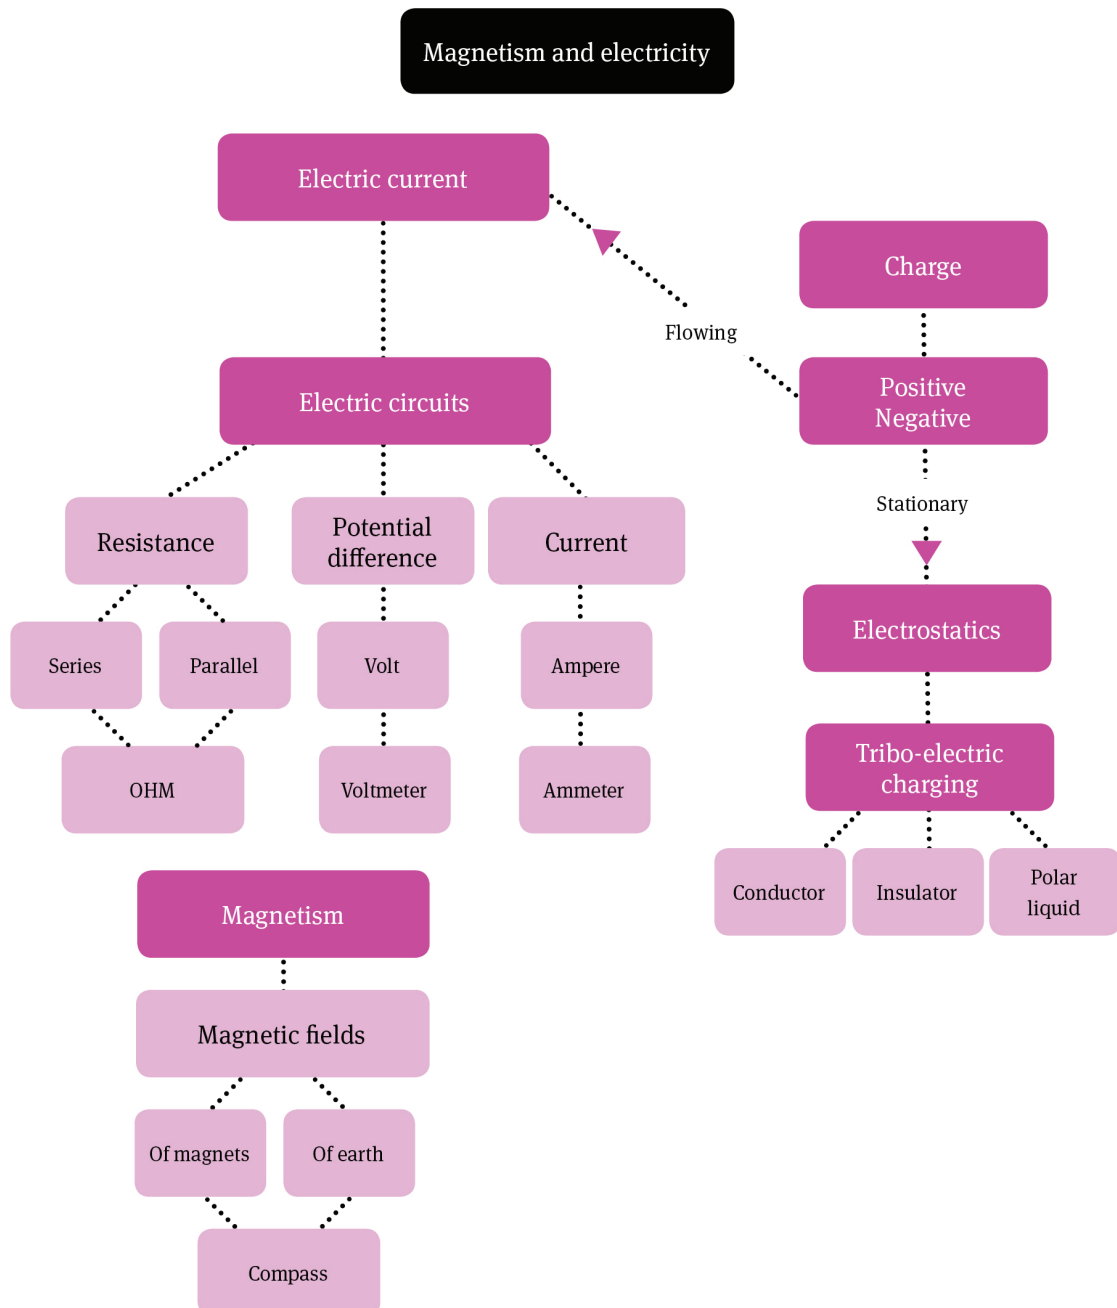 Magnetism and electricity
Electric current
Charge
Flowing
Positive
Negative
Electric circuits
Stationary
Resistance
Potential
difference
Current
Electrostatics
Series
Parallel
Volt
Ampere
Tribo-electric
charging
OHM
Voltmeter
Ammeter
Conductor
Insulator
Polar
liquid
Magnetism
Magnetic fields
Of magnets
Of earth
Compass